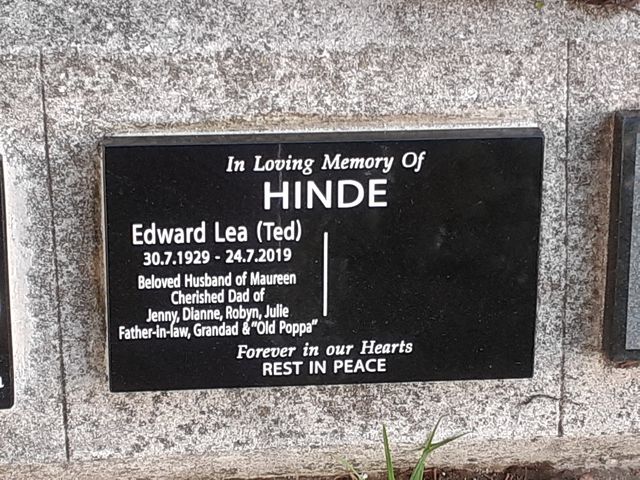 In Loving Memory Of
HINDE
Edward Lea (Ted)
30.7.1929 - 24.7.2019
Beloved Husband of Maureen
Cherished Dad of
Jenny, Dianne, Robyn, Julie
Father-in-law, Grandad & "Old Poppa"
Forever in our Hearts
REST IN PEACE